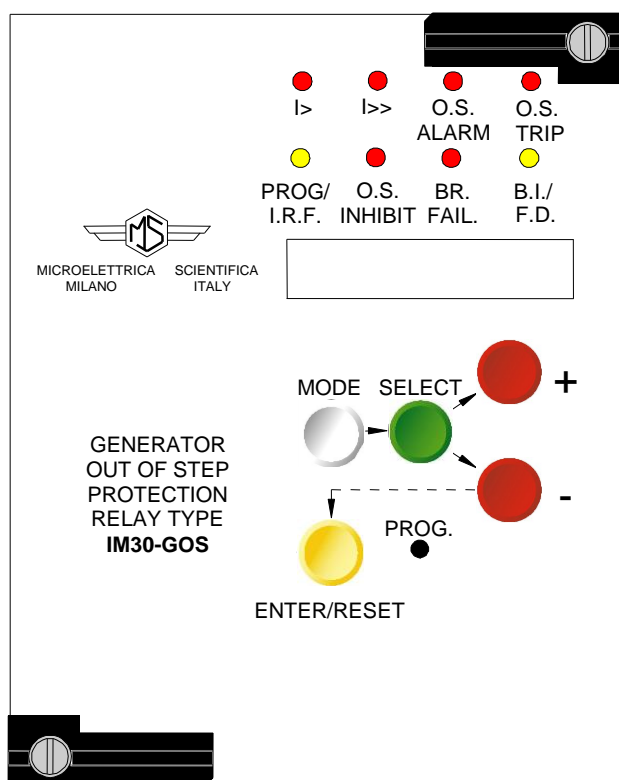 I> I>> O.S. O.S.
ALARM TRIP
PROG/ O.S. BR. B.I./
I.R.F. INHIBIT FAIL. F.D.
MS
MICROELETTRICA SCIENTIFICA
MILANO ITALY
MODE SELECT +
GENERATOR
OUT OF STEP
PROTECTION
RELAY TYPE
IM30-GOS
-
PROG.
ENTER/RESET